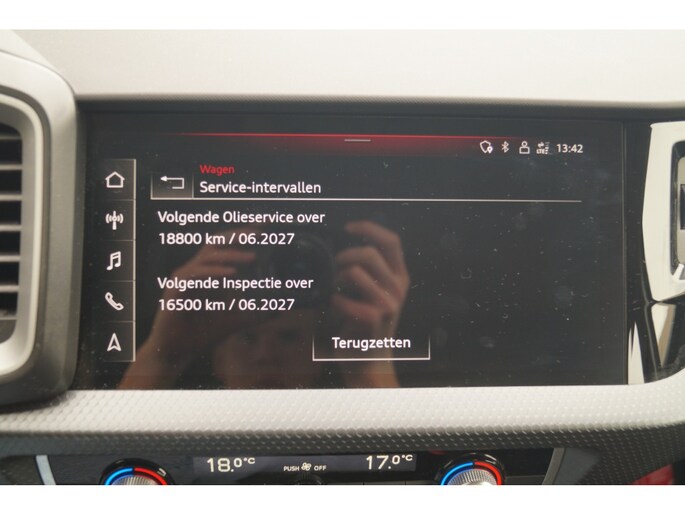 13:42
Wagen
Service-intervallen
Volgende Olieservice over
18800 km / 06.2027
Volgende Inspectie over
16500 km / 06.2027
Terugzetten
18.0°C
PUSH OFF
17.0°C